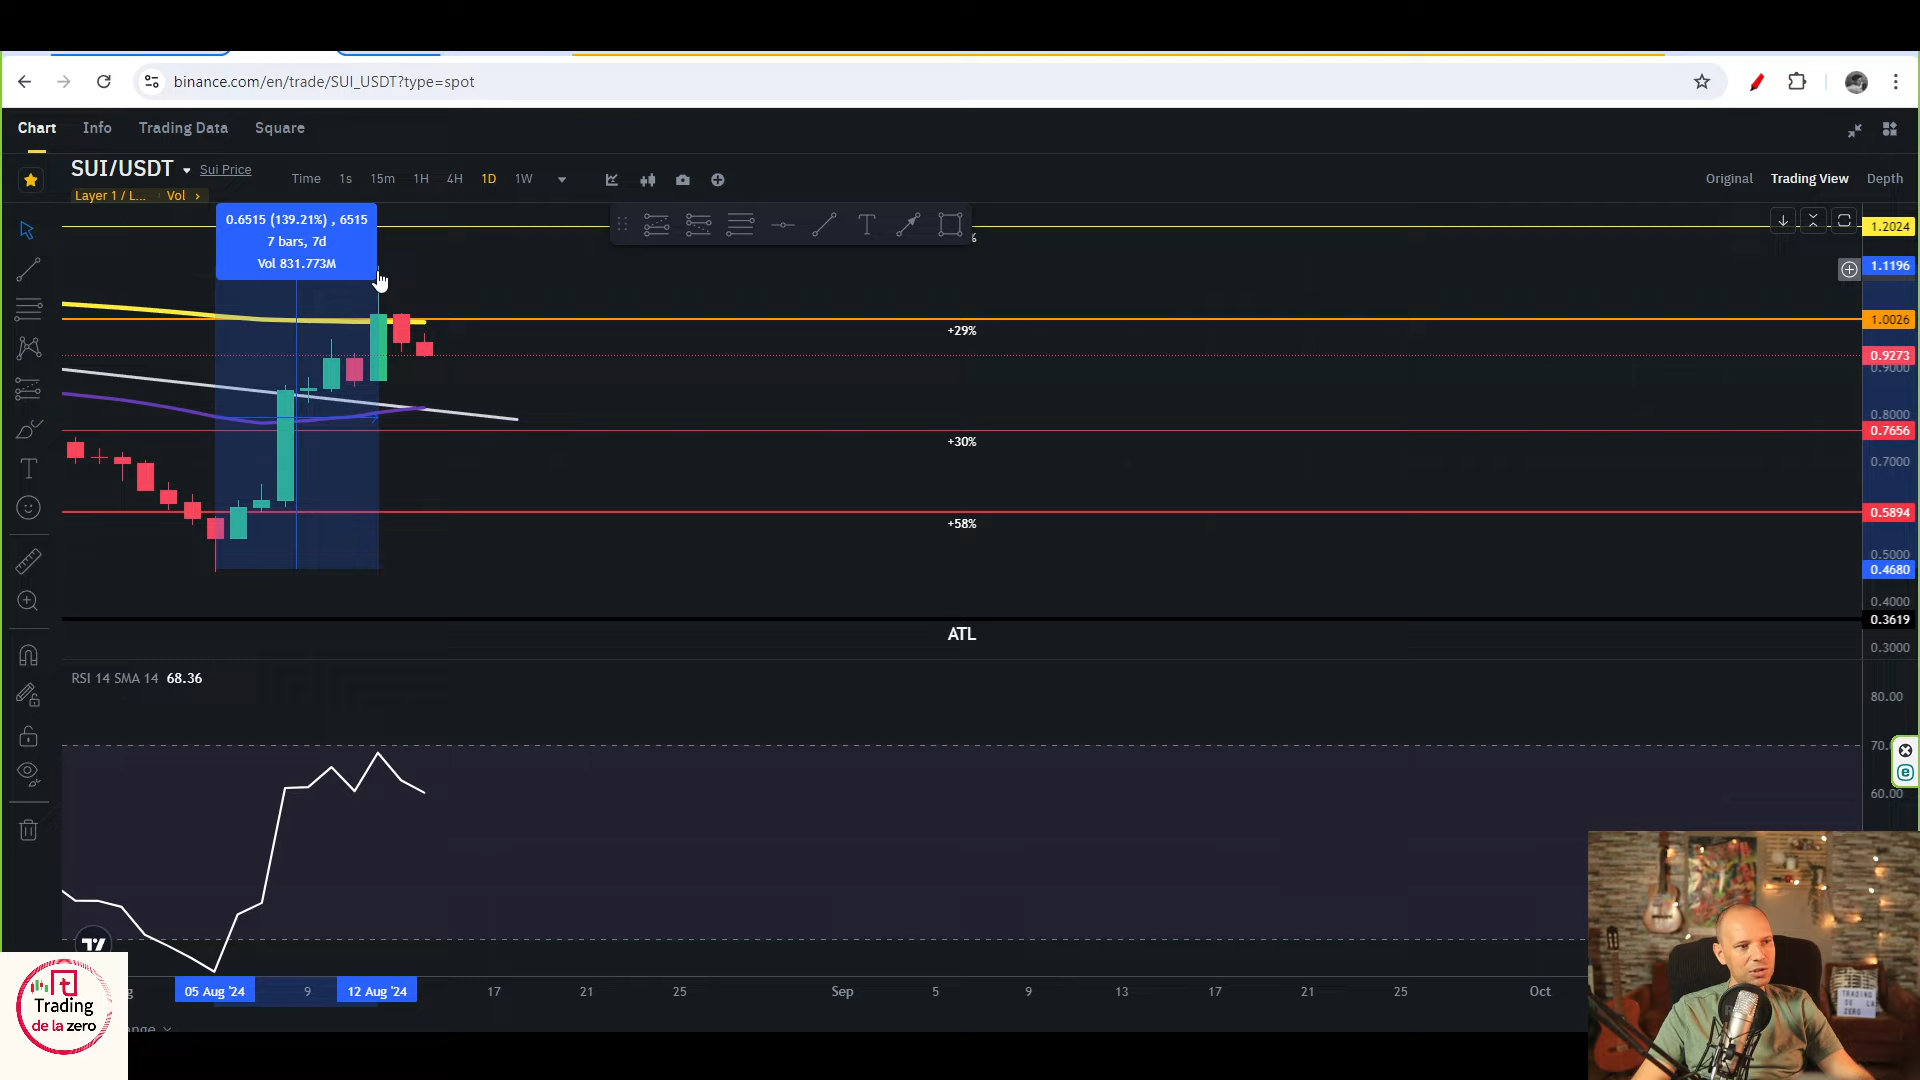 binance.com/en/trade/SUI_USDT?type=spot
Chart Info Trading Data Square
SUI/USDT Sui Price
Time 1s 15m 1H 4H 1D 1W
Original Trading View Depth
Layer 1 / L... Vol
0.6515 (139.21%) , 6515
7 bars, 7d
Vol 831.773M
%
1.2024
1.1196
1.0026
+29%
0.9273
0.9000
0.8000
0.7656
+30%
0.7000
0.5894
+58%
0.5000
0.4680
0.4000
0.3619
ATL
0.3000
RSI 14 SMA 14 68.36
80.00
70.
60.00
05 Aug '24 9 12 Aug '24 17 21 25 Sep 5 9 13 17 21 25 Oct
Trading
de la zero
TRADING
DE LA
ZERO